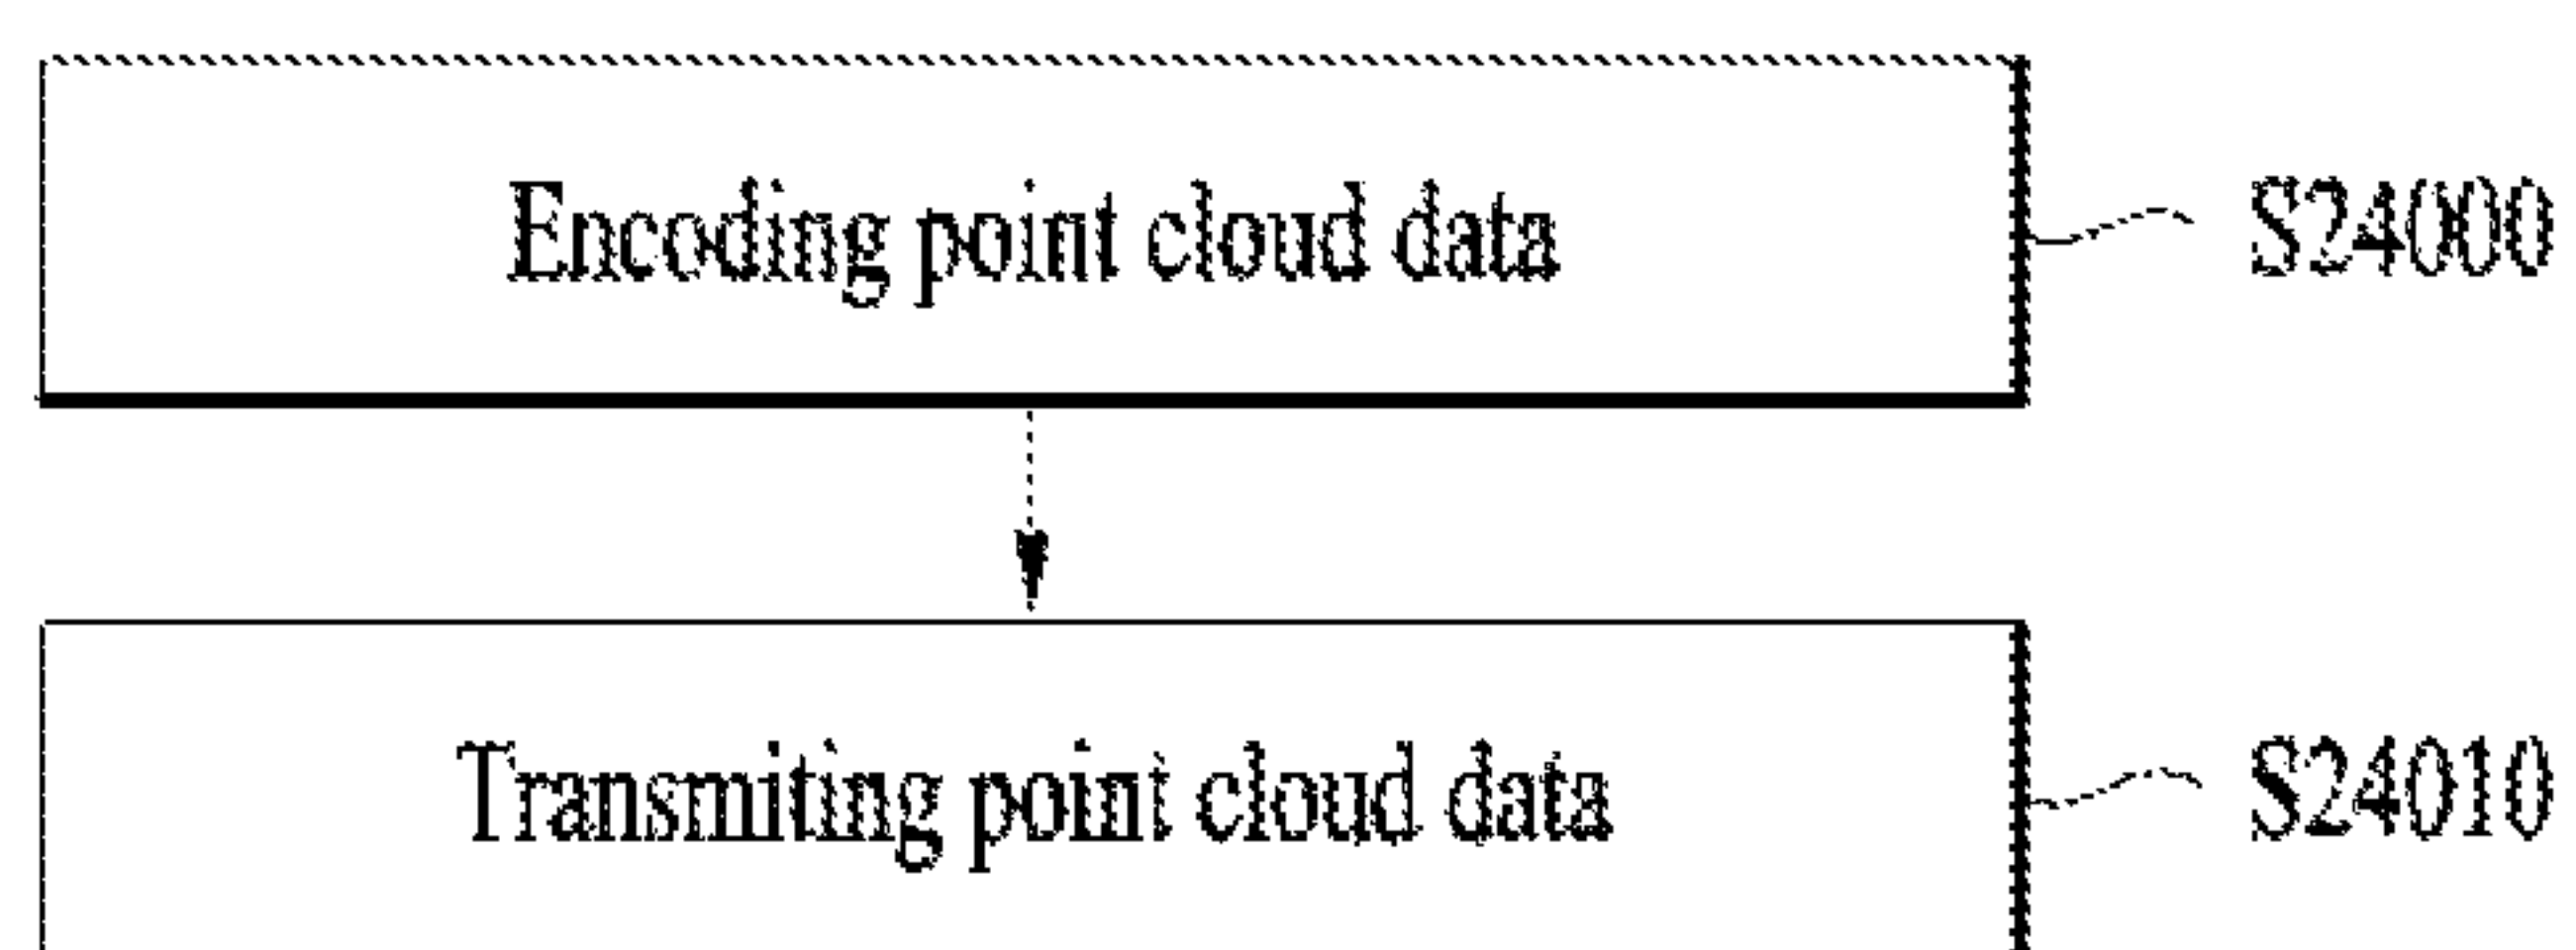 Encoding point cloud data
S24000
Transmiting point cloud data
S24010